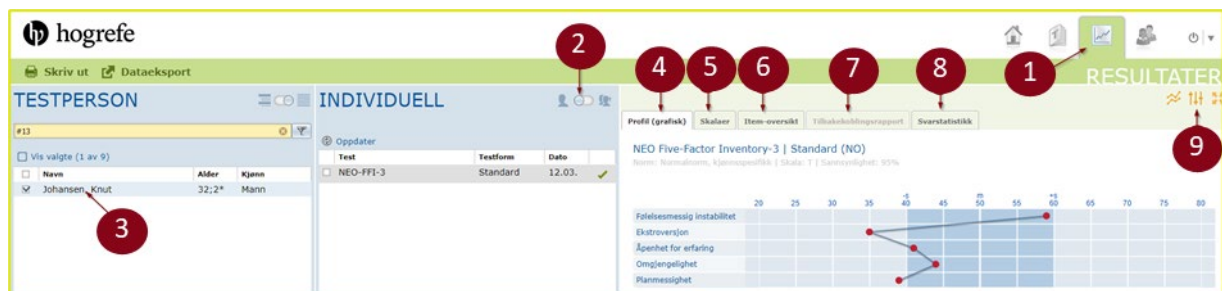 hogrefe
Skriv ut Dataeksport
RESULTATER
1
2
3
4
5
6
7
8
9
TESTPERSON
#13
Vis valgte (1 av 9)
Navn Alder Kjønn
Johansen, Knut 32;2* Mann
INDIVIDUELL
Oppdater
Test Testform Dato
NEO-FFI-3 Standard 12.03.
Profil (grafisk) Skalaer Item-oversikt Tilbakekoblingsrapport Svarstatistikk
NEO Five-Factor Inventory-3 | Standard (NO)
Norm: Normalnorm, kjønnsspesifikk | Skala: T | Sannsynlighet: 95%
-s m +s
20 25 30 35 40 45 50 55 60 65 70 75 80
Følelsesmessig instabilitet
Ekstroversjon
Åpenhet for erfaring
Omgjengelighet
Planmessighet